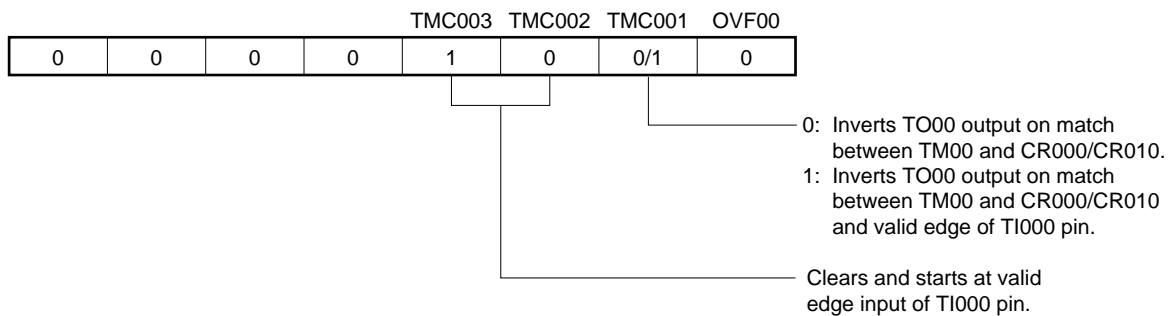 TMC003 TMC002 TMC001 OVF00
0 0 0 0 1 0 0/1 0
0: Inverts TO00 output on match
between TM00 and CR000/CR010.
1: Inverts TO00 output on match
between TM00 and CR000/CR010
and valid edge of TI000 pin.
Clears and starts at valid
edge input of TI000 pin.